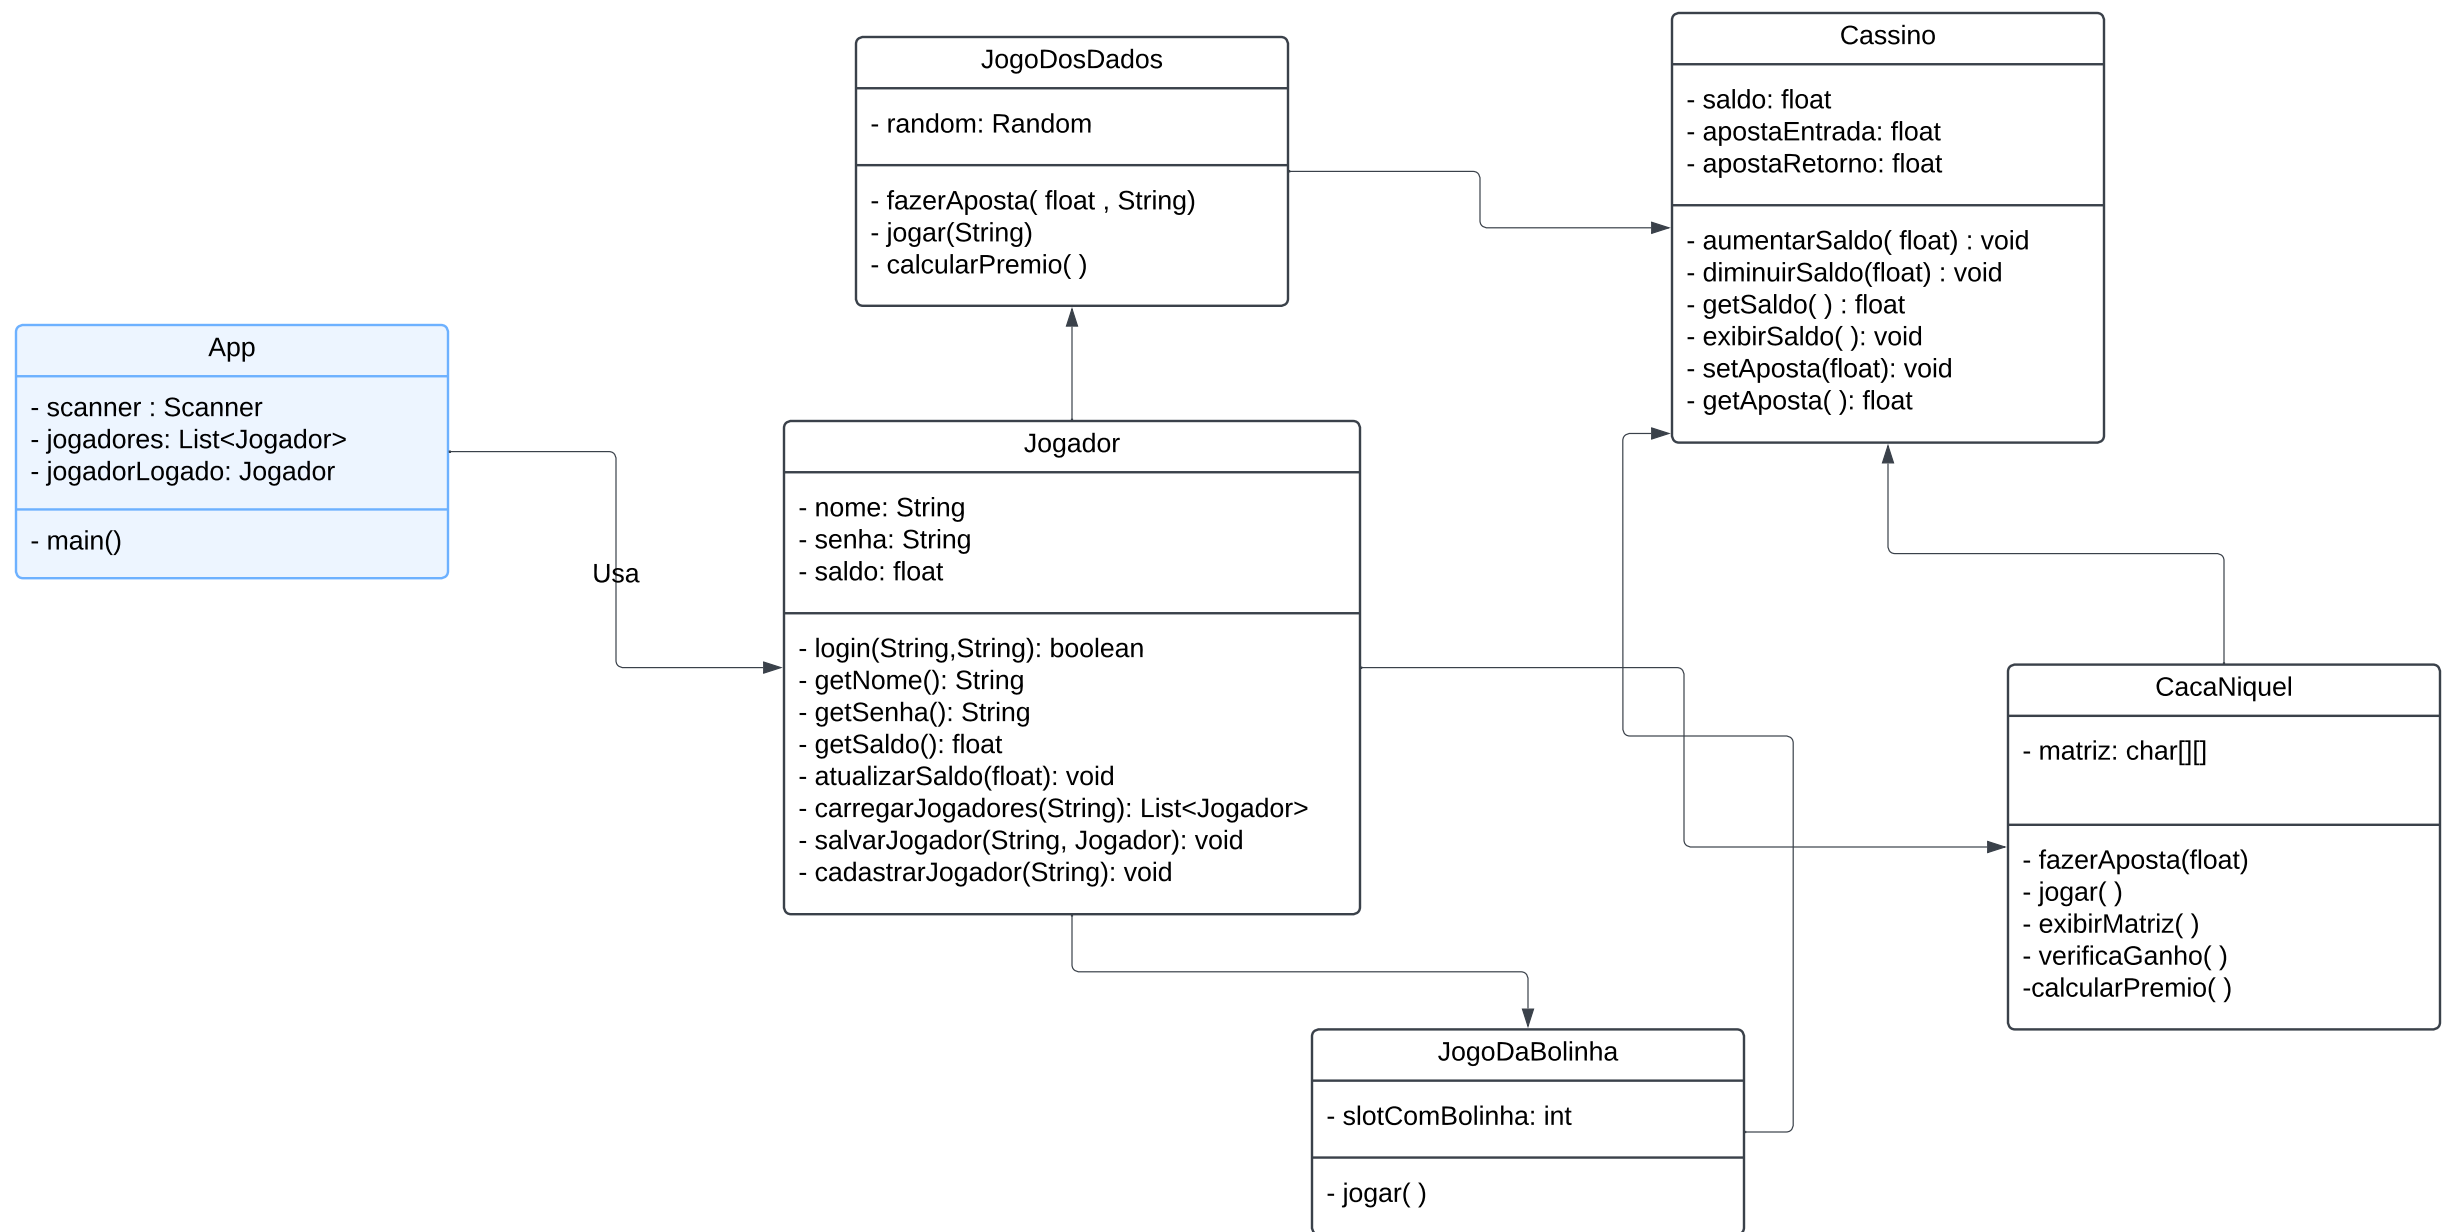 JogoDosDados
- random: Random
- fazerAposta( float , String)
- jogar(String)
- calcularPremio( )
Cassino
- saldo: float
- apostaEntrada: float
- apostaRetorno: float
- aumentarSaldo( float) : void
- diminuirSaldo(float) : void
- getSaldo( ) : float
- exibirSaldo( ): void
- setAposta(float): void
- getAposta( ): float
App
- scanner : Scanner
- jogadores: List<Jogador>
- jogadorLogado: Jogador
- main()
Usa
Jogador
- nome: String
- senha: String
- saldo: float
- login(String,String): boolean
- getNome(): String
- getSenha(): String
- getSaldo(): float
- atualizarSaldo(float): void
- carregarJogadores(String): List<Jogador>
- salvarJogador(String, Jogador): void
- cadastrarJogador(String): void
CacaNiquel
- matriz: char[][]
- fazerAposta(float)
- jogar( )
- exibirMatriz( )
- verificaGanho( )
-calcularPremio( )
JogoDaBolinha
- slotComBolinha: int
- jogar( )